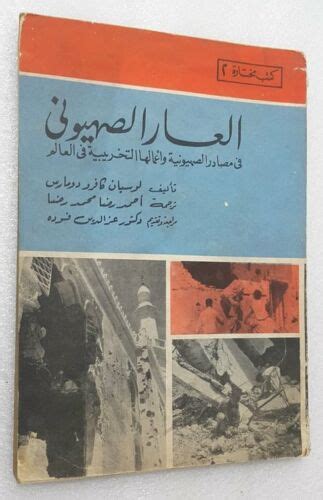 كتب مختارة ٢
العار الصهيوني
في مصادر الصهيونية وأعمالها التخريبية في العالم
تأليف لوسيان كافرو دومارس
ترجمة أحمد رضا محمد رضا
مراجعة وتقديم دكتور عز الدين فوده